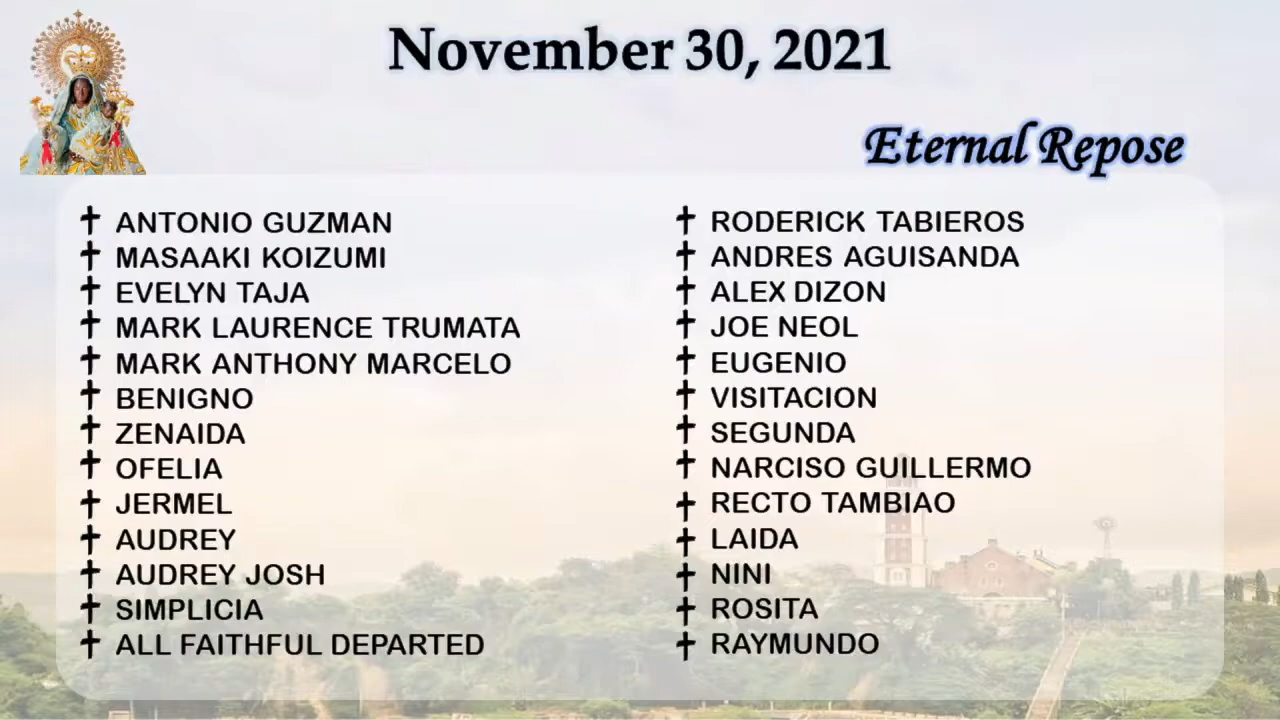 November 30, 2021
Eternal Repose
ANTONIO GUZMAN
MASAAKI KOIZUMI
EVELYN TAJA
MARK LAURENCE TRUMATA
MARK ANTHONY MARCELO
BENIGNO
ZENAIDA
OFELIA
JERMEL
AUDREY
AUDREY JOSH
SIMPLICIA
ALL FAITHFUL DEPARTED
RODERICK TABIEROS
ANDRES AGUISANDA
ALEX DIZON
JOE NEOL
EUGENIO
VISITACION
SEGUNDA
NARCISO GUILLERMO
RECTO TAMBIAO
LAIDA
NINI
ROSITA
RAYMUNDO